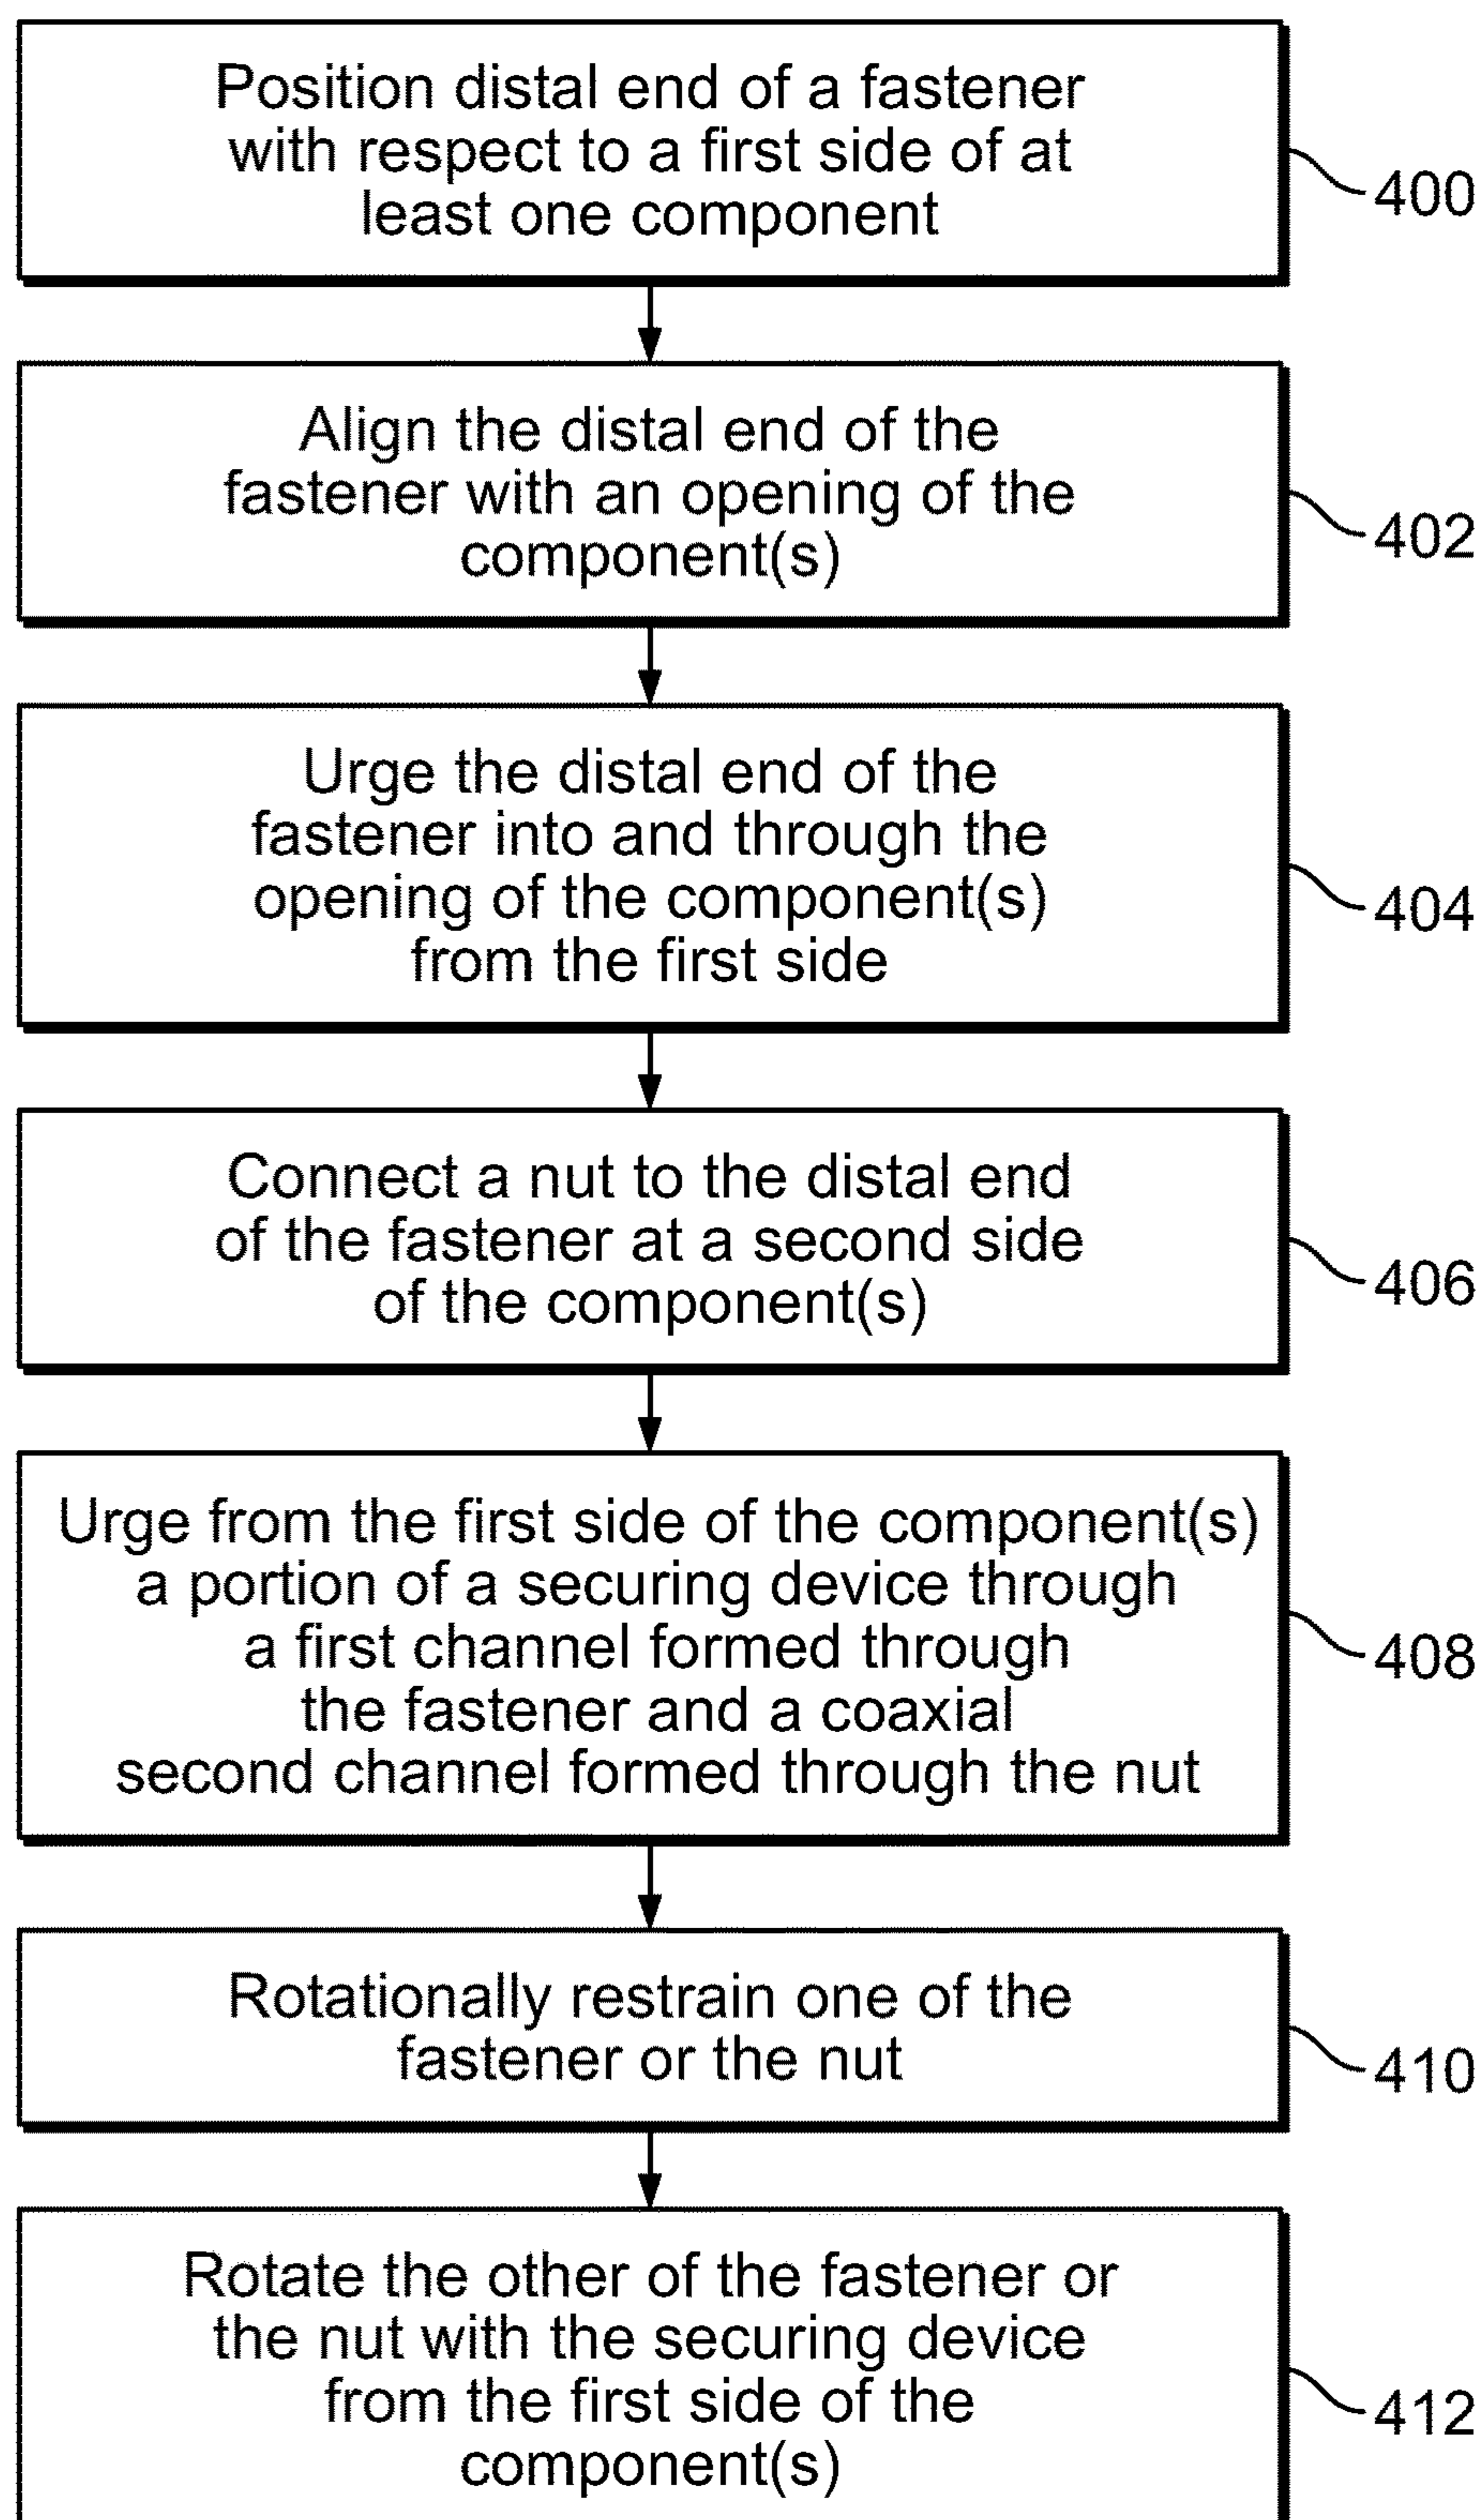 Position distal end of a fastener
with respect to a first side of at
least one component
400
Align the distal end of the
fastener with an opening of the
component(s)
402
Urge the distal end of the
fastener into and through the
opening of the component(s)
from the first side
404
Connect a nut to the distal end
of the fastener at a second side
of the component(s)
406
Urge from the first side of the component(s)
a portion of a securing device through
a first channel formed through
the fastener and a coaxial
second channel formed through the nut
408
Rotationally restrain one of the
fastener or the nut
410
Rotate the other of the fastener or
the nut with the securing device
from the first side of the
component(s)
412